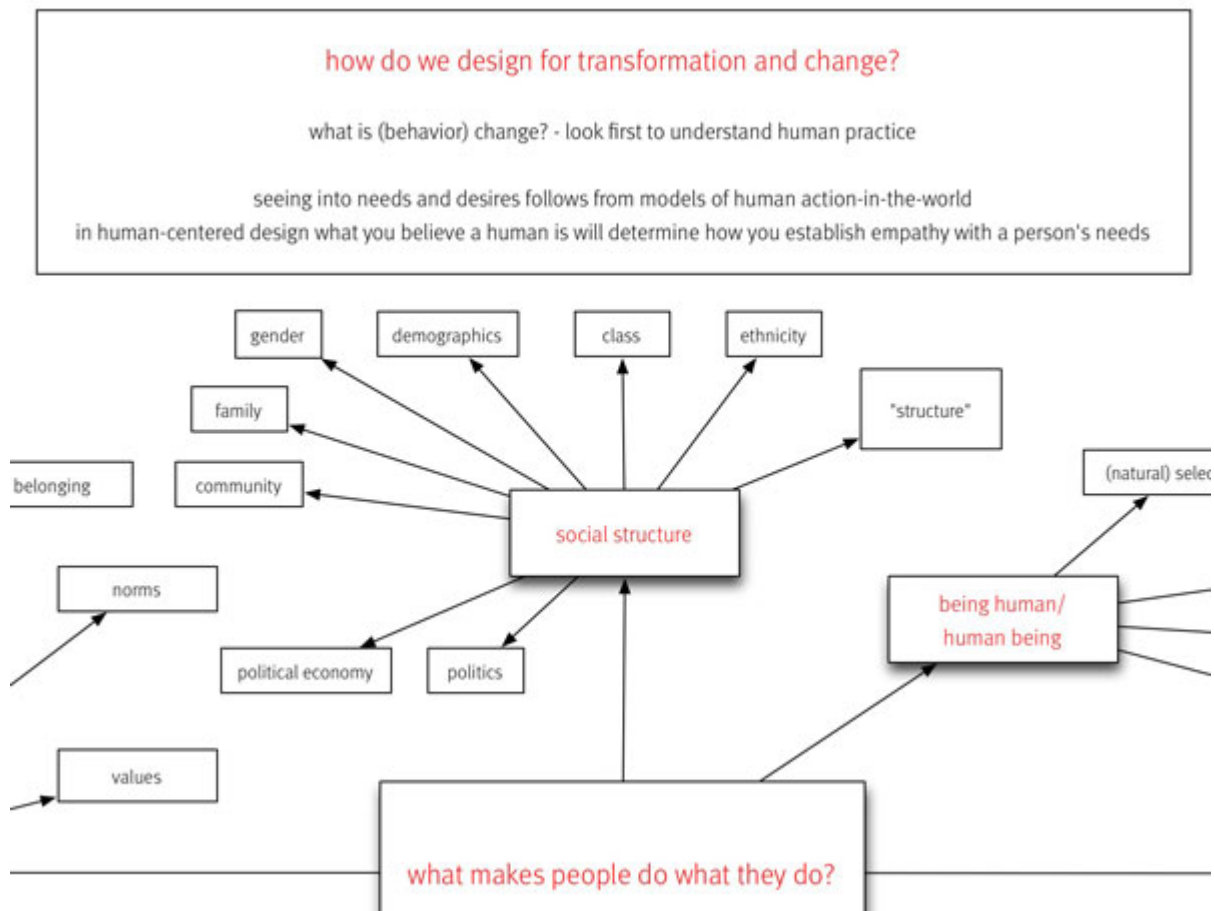 how do we design for transformation and change?
what is (behavior) change? - look first to understand human practice
seeing into needs and desires follows from models of human action-in-the-world
in human-centered design what you believe a human is will determine how you establish empathy with a person's needs
gender
demographics
class
ethnicity
family
"structure"
belonging
community
(natural) selec
social structure
norms
being human/
human being
political economy
politics
values
what makes people do what they do?